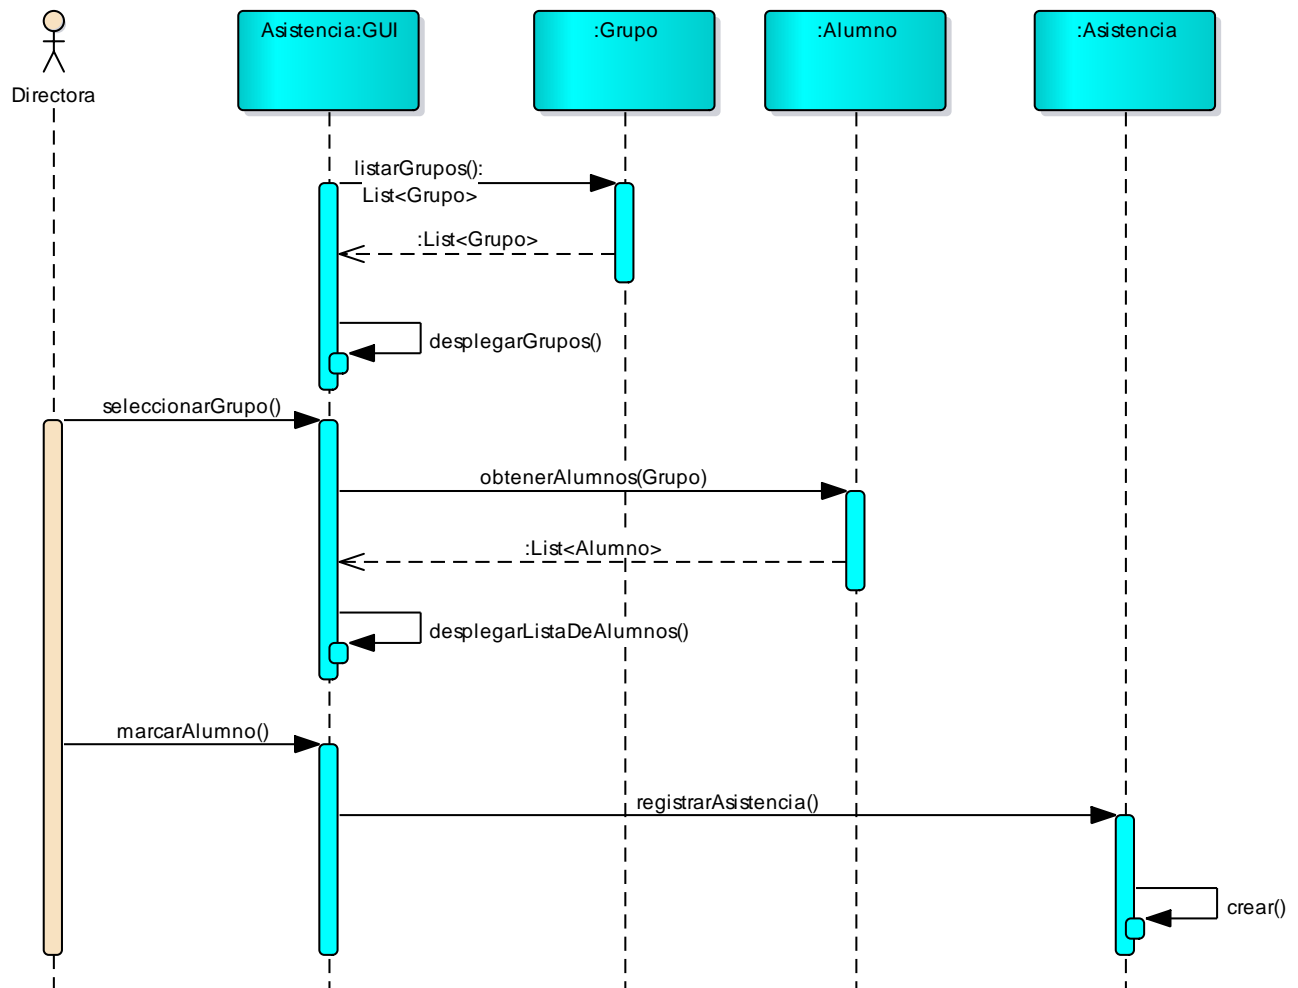 Directora
Asistencia:GUI
:Grupo
:Alumno
:Asistencia
listarGrupos():
List<Grupo>
:List<Grupo>
desplegarGrupos()
seleccionarGrupo()
obtenerAlumnos(Grupo)
:List<Alumno>
desplegarListaDeAlumnos()
marcarAlumno()
registrarAsistencia()
crear()